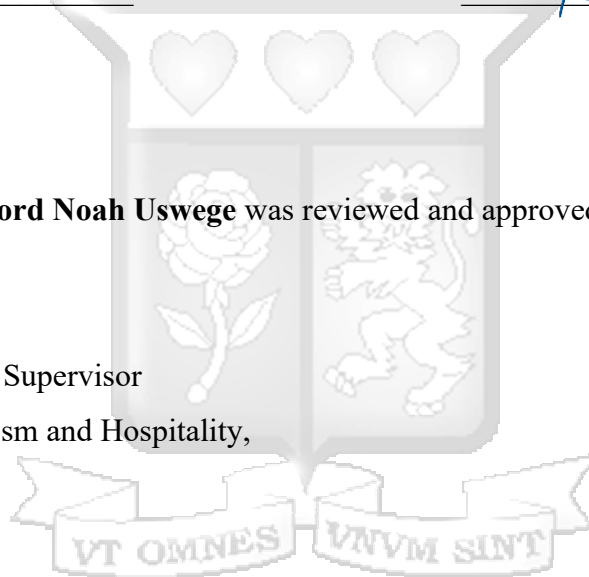 ord Noah Uswege was reviewed and approved
Supervisor
sm and Hospitality,
VT OMNES VNVM SINT